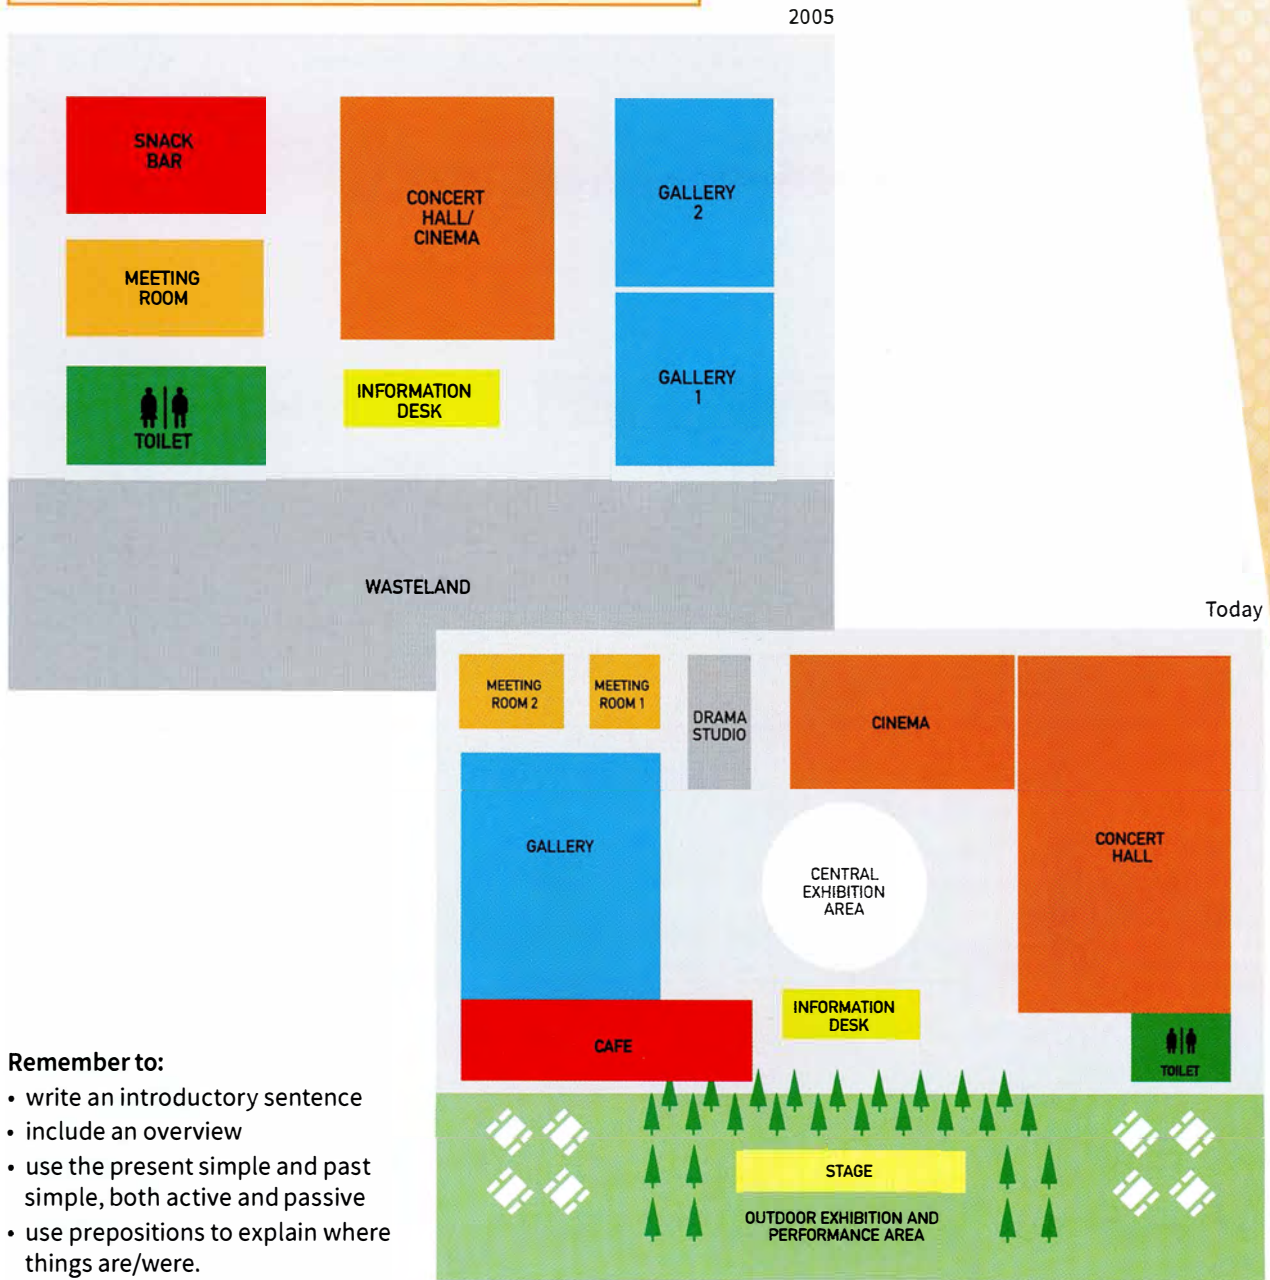 2005
SNACK
BAR
CONCERT
HALL/
CINEMA
GALLERY
2
MEETING
ROOM
GALLERY
1
INFORMATION
DESK
TOILET
WASTELAND
Today
MEETING
ROOM 2
MEETING
ROOM 1
DRAMA
STUDIO
CINEMA
GALLERY
CONCERT
HALL
CENTRAL
EXHIBITION
AREA
INFORMATION
DESK
CAFE
TOILET
STAGE
OUTDOOR EXHIBITION AND
PERFORMANCE AREA
Remember to:
• write an introductory sentence
• include an overview
• use the present simple and past
simple, both active and passive
• use prepositions to explain where
things are/were.